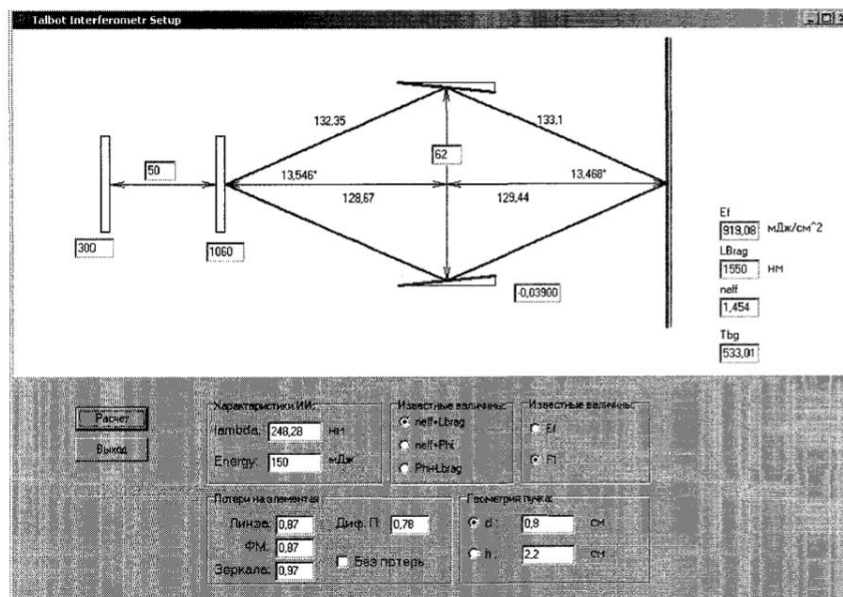 Talbot Interferometr Setup
132,35
133,1
50
62
13,546°
13,468°
128,67
129,44
300
1060
-0,03900
Ef
919,08 мДж/см^2
LBrag
1550 нм
neff
1,454
Tbg
533,01
Расчет
Выход
Характеристики ИИ:
lambda: 248,28 нм
Energy: 150 мДж
Известные величины:
neff+Lbrag
neff+Phi
Phi+Lbrag
Известные величины:
Ef
F1
Потери на элементах
Линза: 0,87
Диф. П 0,78
ФМ: 0,87
Зеркала: 0,97
Без потерь
Геометрия пучка:
d: 0,8 см
h: 2,2 см